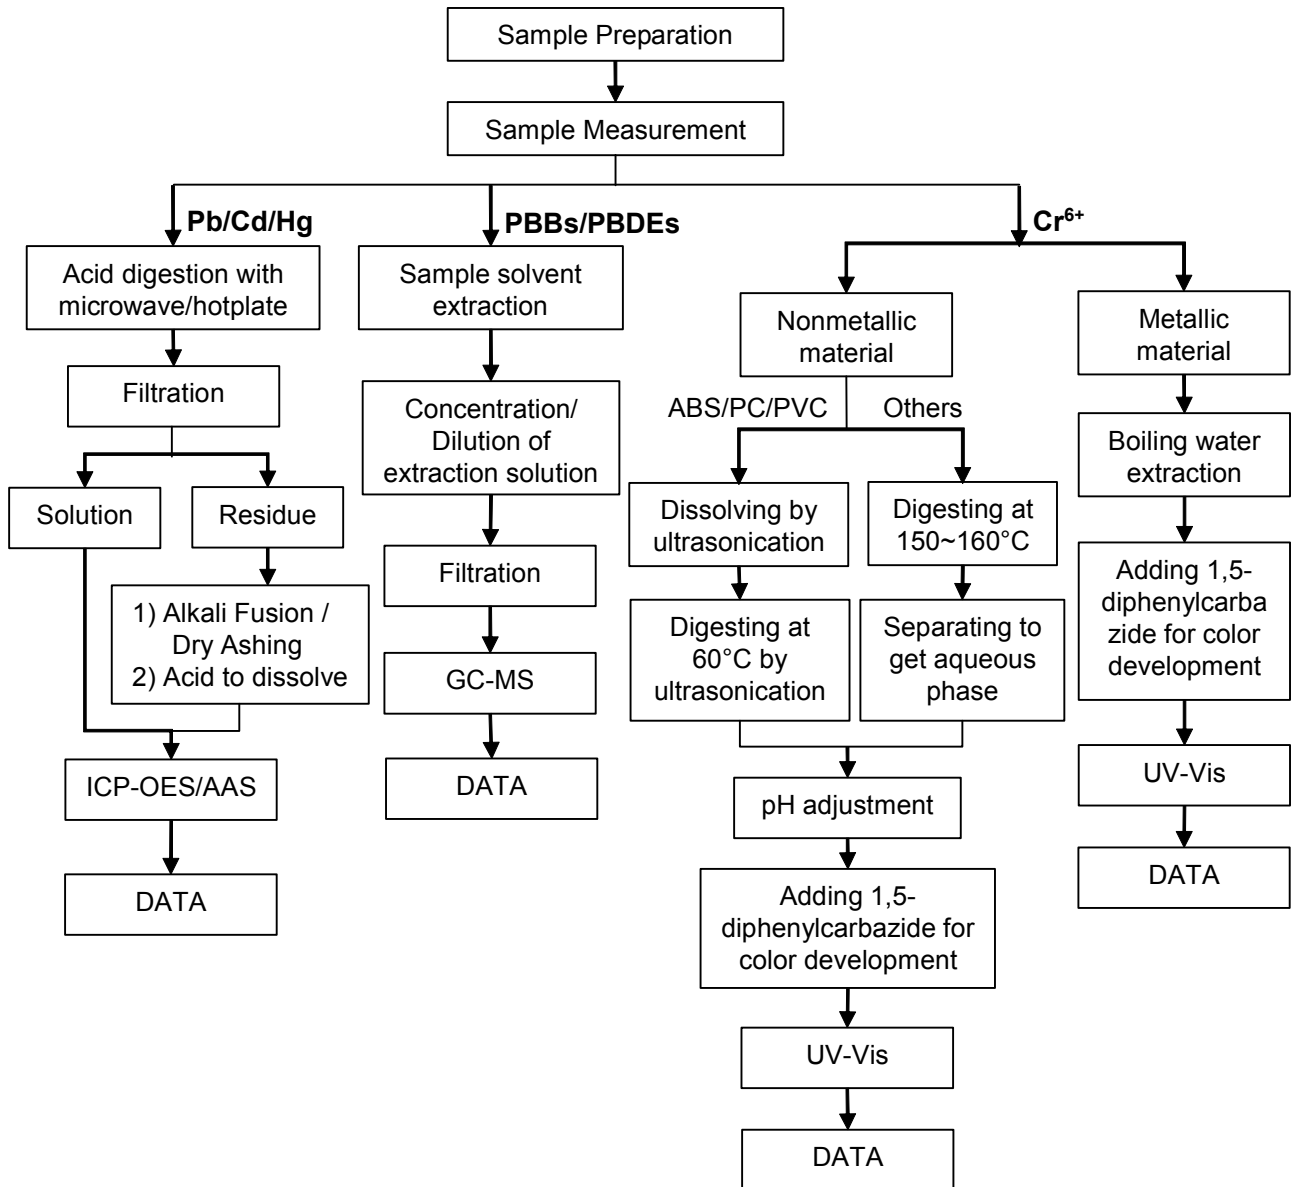 Sample Preparation
Sample Measurement
Pb/Cd/Hg
PBBs/PBDEs
Cr⁶⁺
Acid digestion with
microwave/hotplate
Filtration
Solution
Residue
1) Alkali Fusion /
Dry Ashing
2) Acid to dissolve
ICP-OES/AAS
DATA
Sample solvent
extraction
Concentration/
Dilution of
extraction solution
Filtration
GC-MS
DATA
Nonmetallic
material
ABS/PC/PVC
Others
Dissolving by
ultrasonication
Digesting at
60°C by
ultrasonication
Digesting at
150~160°C
Separating to
get aqueous
phase
pH adjustment
Adding 1,5-
diphenylcarbazide for
color development
UV-Vis
DATA
Metallic
material
Boiling water
extraction
Adding 1,5-
diphenylcarba
zide for color
development
UV-Vis
DATA